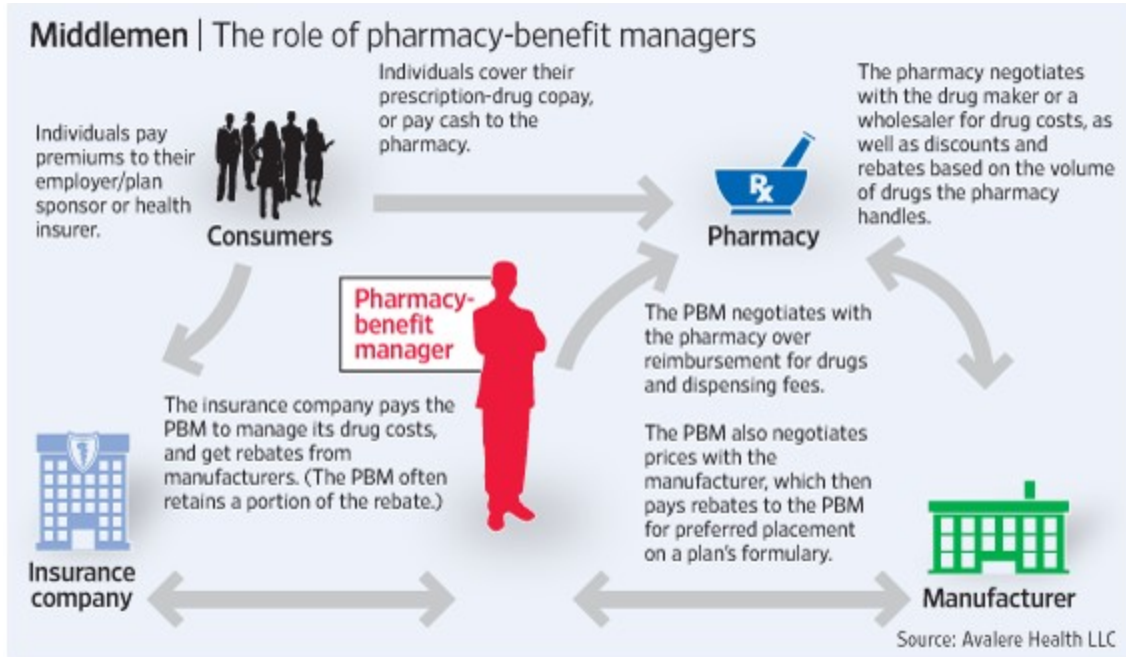 Middlemen | The role of pharmacy-benefit managers
Individuals pay
premiums to their
employer/plan
sponsor or health
insurer.
Consumers
Individuals cover their
prescription-drug copay,
or pay cash to the
pharmacy.
Rx
Pharmacy
The pharmacy negotiates
with the drug maker or a
wholesaler for drug costs, as
well as discounts and
rebates based on the volume
of drugs the pharmacy
handles.
Pharmacy-
benefit
manager
The PBM negotiates with
the pharmacy over
reimbursement for drugs
and dispensing fees.
The insurance company pays the
PBM to manage its drug costs,
and get rebates from
manufacturers. (The PBM often
retains a portion of the rebate.)
The PBM also negotiates
prices with the
manufacturer, which then
pays rebates to the PBM
for preferred placement
on a plan's formulary.
Insurance
company
Manufacturer
Source: Avalere Health LLC